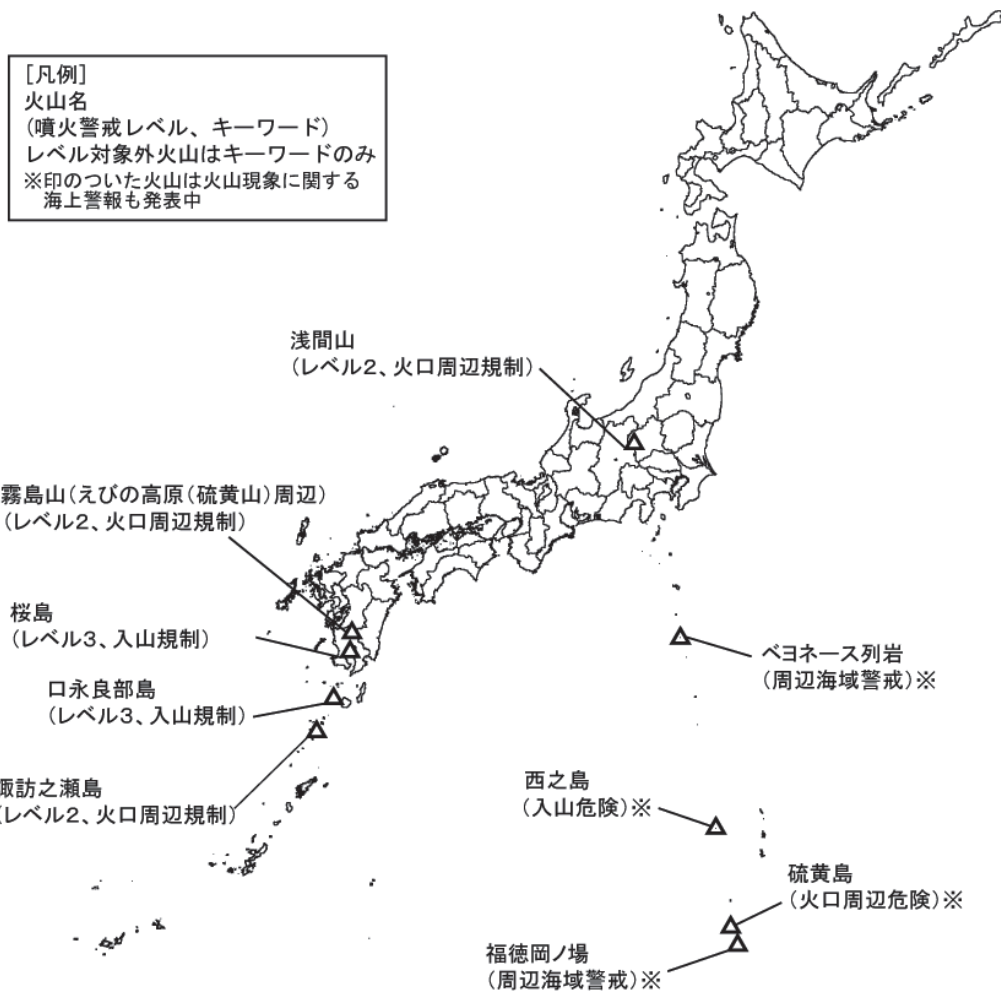 [凡例]
火山名
(噴火警戒レベル、キーワード)
レベル対象外火山はキーワードのみ
※印のついた火山は火山現象に関する
海上警報も発表中
浅間山
(レベル2、火口周辺規制)
霧島山(えびの高原(硫黄山)周辺)
(レベル2、火口周辺規制)
桜島
(レベル3、入山規制)
口永良部島
(レベル3、入山規制)
諏訪之瀬島
(レベル2、火口周辺規制)
ベヨネース列岩
(周辺海域警戒)※
西之島
(入山危険)※
硫黄島
(火口周辺危険)※
福徳岡ノ場
(周辺海域警戒)※